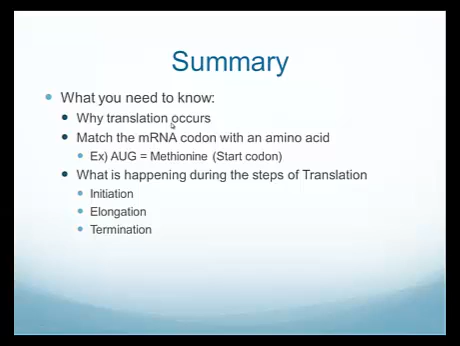 Summary
What you need to know:
Why translation occurs
Match the mRNA codon with an amino acid
Ex) AUG = Methionine (Start codon)
What is happening during the steps of Translation
Initiation
Elongation
Termination